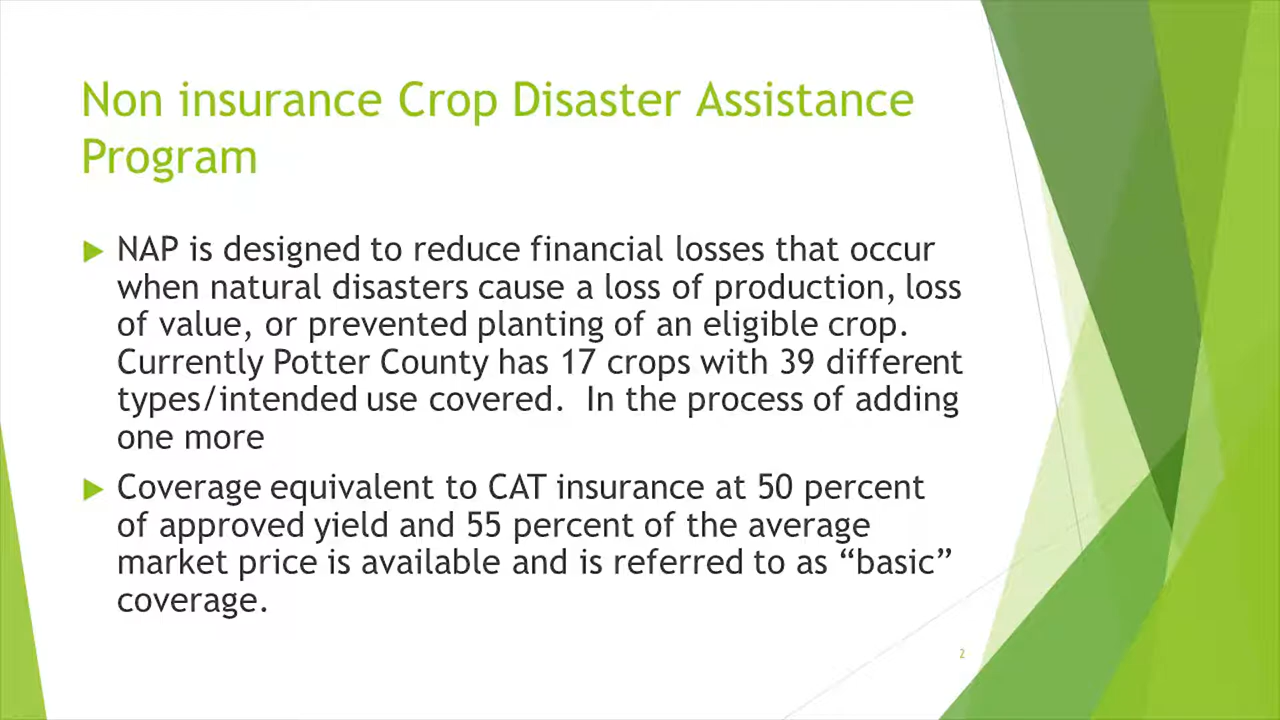 Non insurance Crop Disaster Assistance
Program
NAP is designed to reduce financial losses that occur
when natural disasters cause a loss of production, loss
of value, or prevented planting of an eligible crop.
Currently Potter County has 17 crops with 39 different
types/intended use covered.  In the process of adding
one more
Coverage equivalent to CAT insurance at 50 percent
of approved yield and 55 percent of the average
market price is available and is referred to as “basic”
coverage.
2